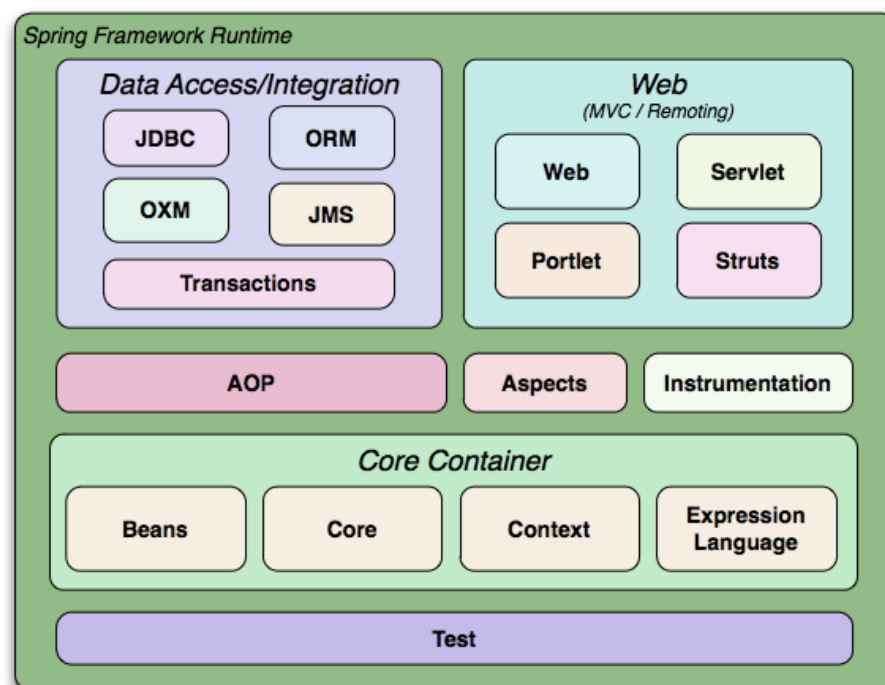 Spring Framework Runtime
Data Access/Integration
JDBC
ORM
OXM
JMS
Transactions
Web
(MVC / Remoting)
Web
Servlet
Portlet
Struts
AOP
Aspects
Instrumentation
Core Container
Beans
Core
Context
Expression
Language
Test